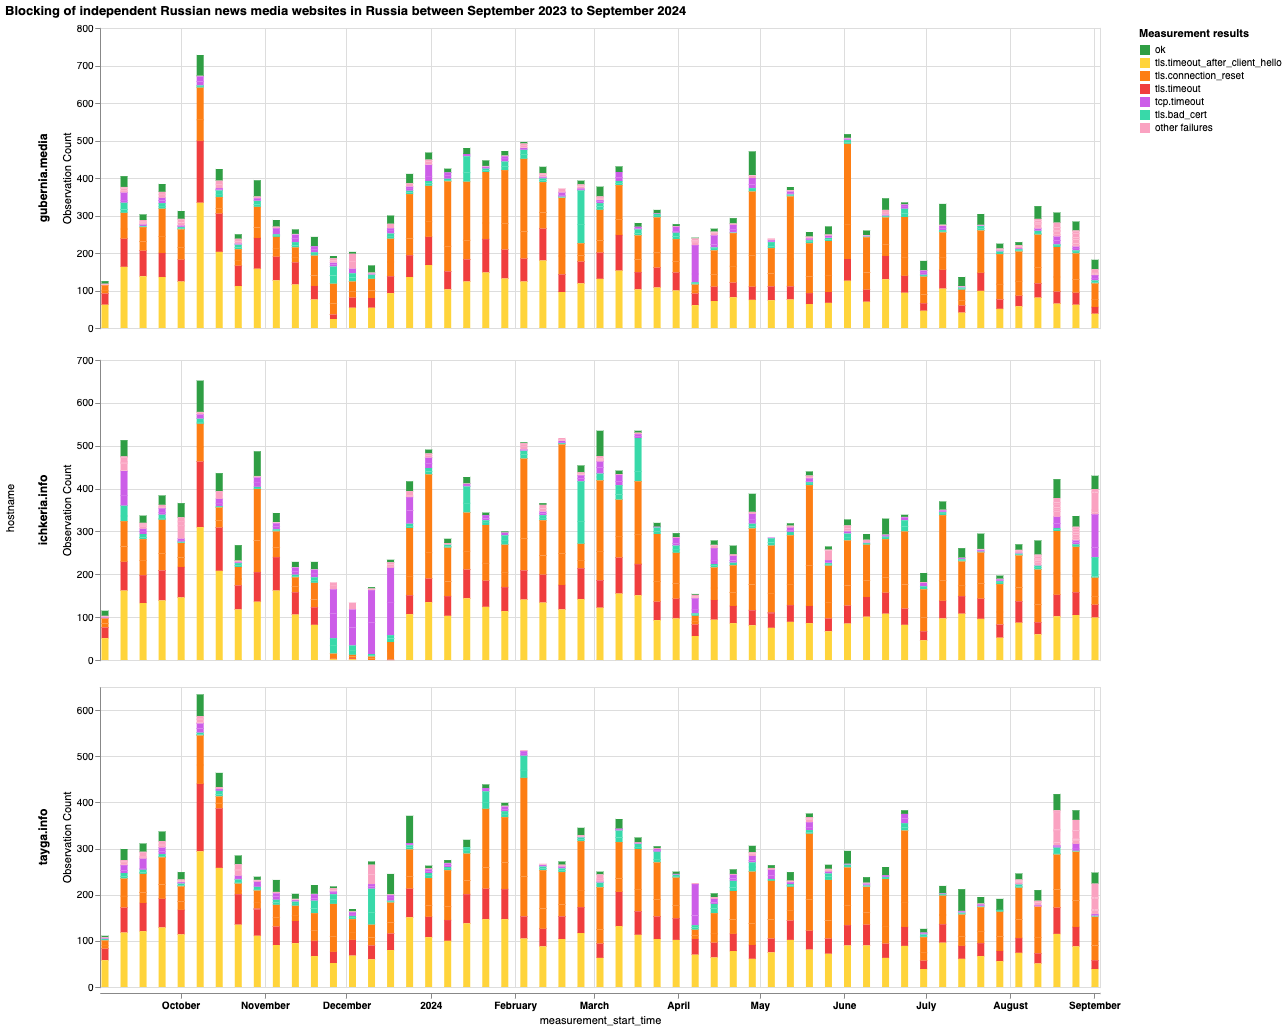 Blocking of independent Russian news media websites in Russia between September 2023 to September 2024
Measurement results
ok
tls.timeout_after_client_hello
tls.connection_reset
tls.timeout
tcp.timeout
tls.bad_cert
other failures
hostname
gubernia.media
Observation Count
800
700
600
500
400
300
200
100
0
ichkeria.info
Observation Count
700
600
500
400
300
200
100
0
tayga.info
Observation Count
600
500
400
300
200
100
0
October November December 2024 February March April May June July August September
measurement_start_time